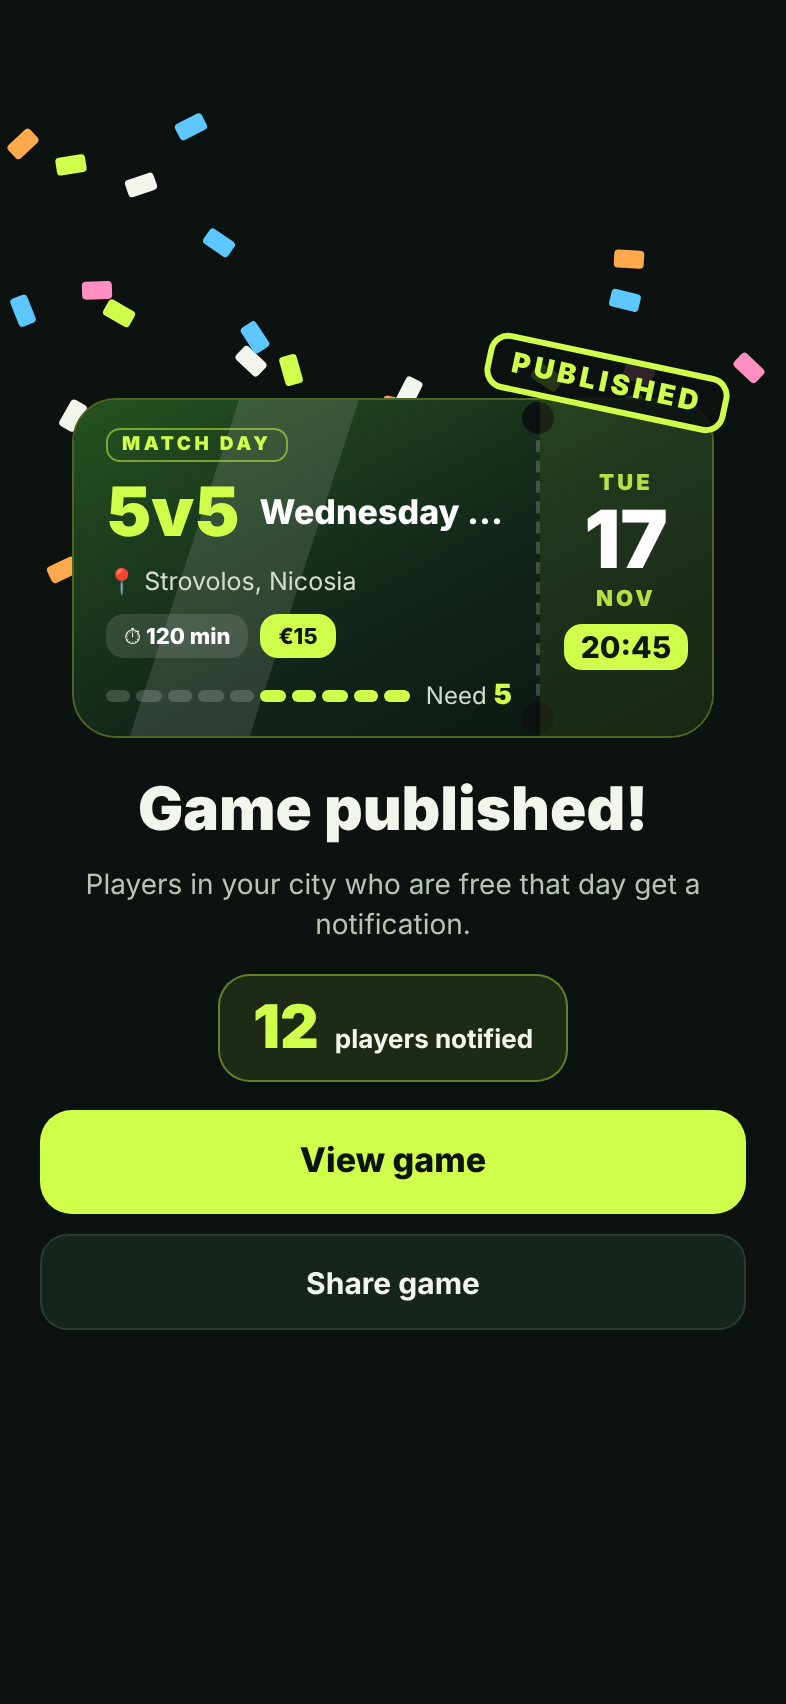 PUBLISHED
MATCH DAY
5v5 Wednesday ...
Strovolos, Nicosia
120 min €15
Need 5
TUE
17
NOV
20:45
Game published!
Players in your city who are free that day get a
notification.
12 players notified
View game
Share game